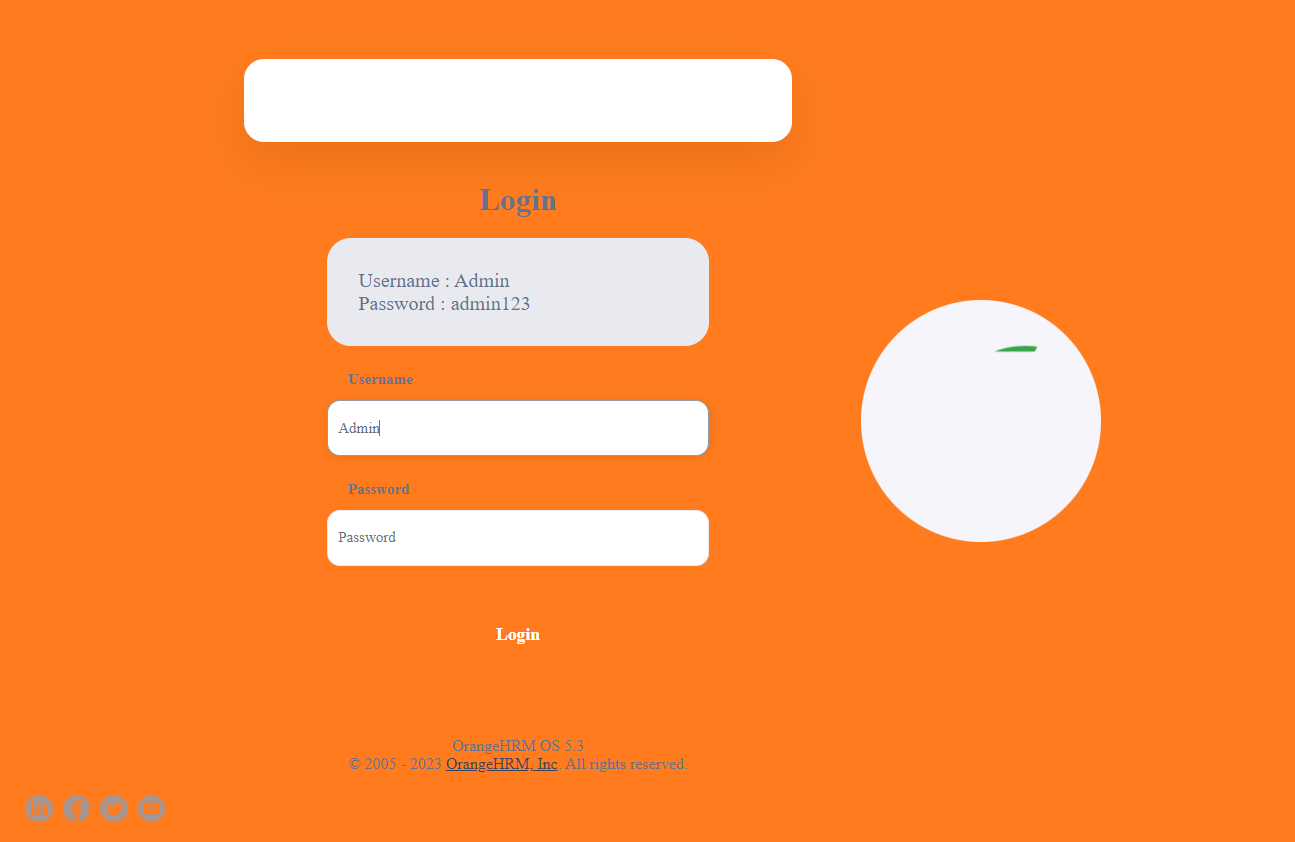 Login
Username : Admin
Password : admin123
Username
Admin
Password
Password
Login
OrangeHRM OS 5.3
© 2005 - 2023 OrangeHRM, Inc. All rights reserved.